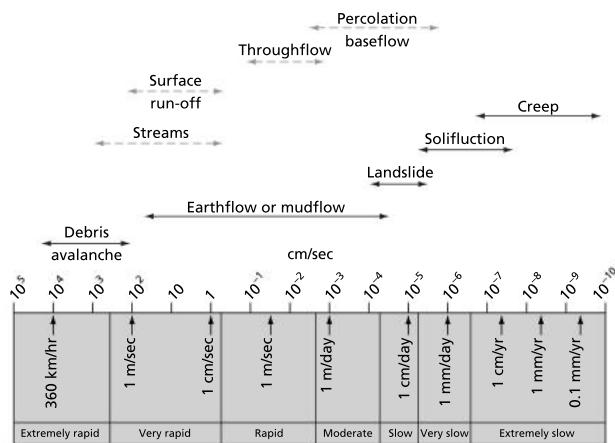 Percolation
baseflow
Throughflow
Surface
run-off
Creep
Streams
Solifluction
Landslide
Earthflow or mudflow
Debris
avalanche
cm/sec
10⁻⁵ 10⁻⁴ 10⁻³ 10⁻² 10 1 10⁻¹ 10⁻² 10⁻³ 10⁻⁴ 10⁻⁵ 10⁻⁶ 10⁻⁷ 10⁻⁸ 10⁻⁹ 10⁻¹⁰
360 km/hr
1 m/sec
1 cm/sec
1 m/sec
1 m/day
1 cm/day
1 mm/day
1 cm/yr
1 mm/yr
0.1 mm/yr
Extremely rapid Very rapid Rapid Moderate Slow Very slow Extremely slow